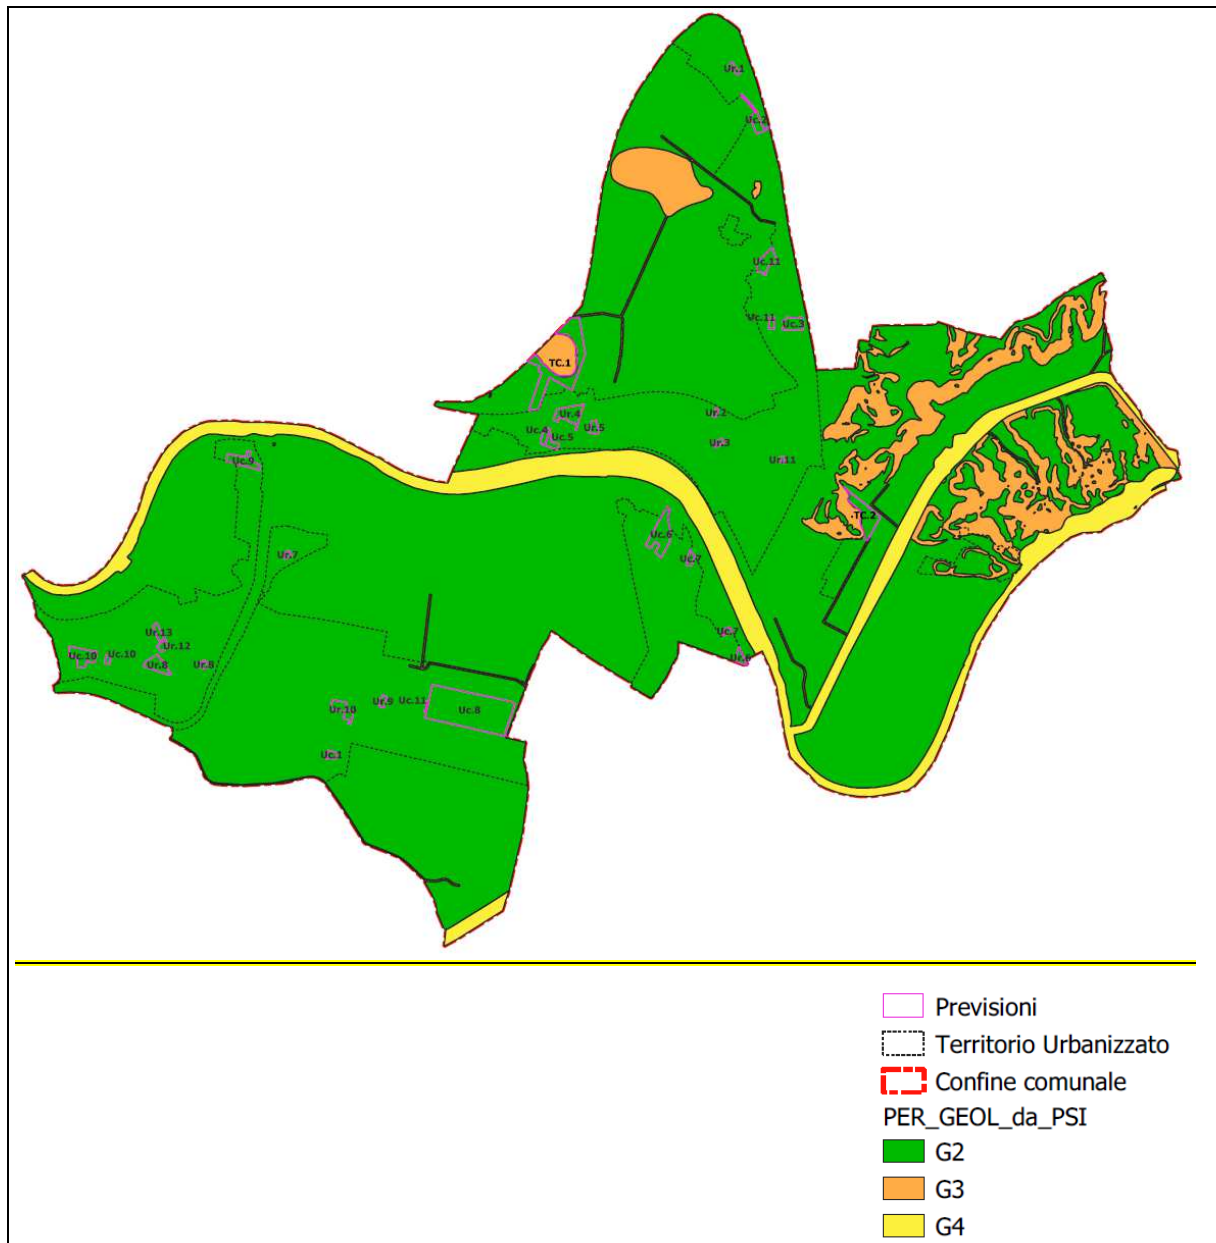 Ur.1
Uc.2
Uc.11
Uc.11
Uc.3
TC.1
Ur.4
Ur.5
Uc.4
Uc.5
Ur.2
Ur.3
Ur.11
Uc.9
TC.2
Uc.6
Uc.7
Ur.7
Ur.13
Ur.12
Uc.10
Uc.10
Ur.8
Ur.8
Uc.7
Ur.6
Ur.10
Ur.9
Uc.11
Uc.8
Uc.1
Previsioni
Territorio Urbanizzato
Confine comunale
PER_GEOL_da_PSI
G2
G3
G4